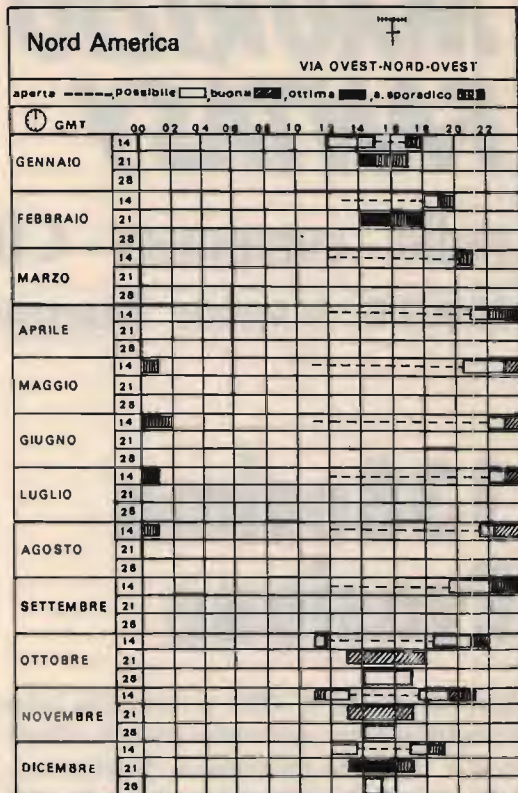 Nord America
VIA OVEST-NORD-OVEST
aperta -----, possibile , buona , ottima , e.sporadico
GMT 00 02 04 06 08 10 12 14 16 18 20 22
GENNAIO
14
21
28
FEBBRAIO
14
21
28
MARZO
14
21
28
APRILE
14
21
28
MAGGIO
14
21
28
GIUGNO
14
21
28
LUGLIO
14
21
28
AGOSTO
14
21
28
SETTEMBRE
14
21
28
OTTOBRE
14
21
28
NOVEMBRE
14
21
28
DICEMBRE
14
21
28